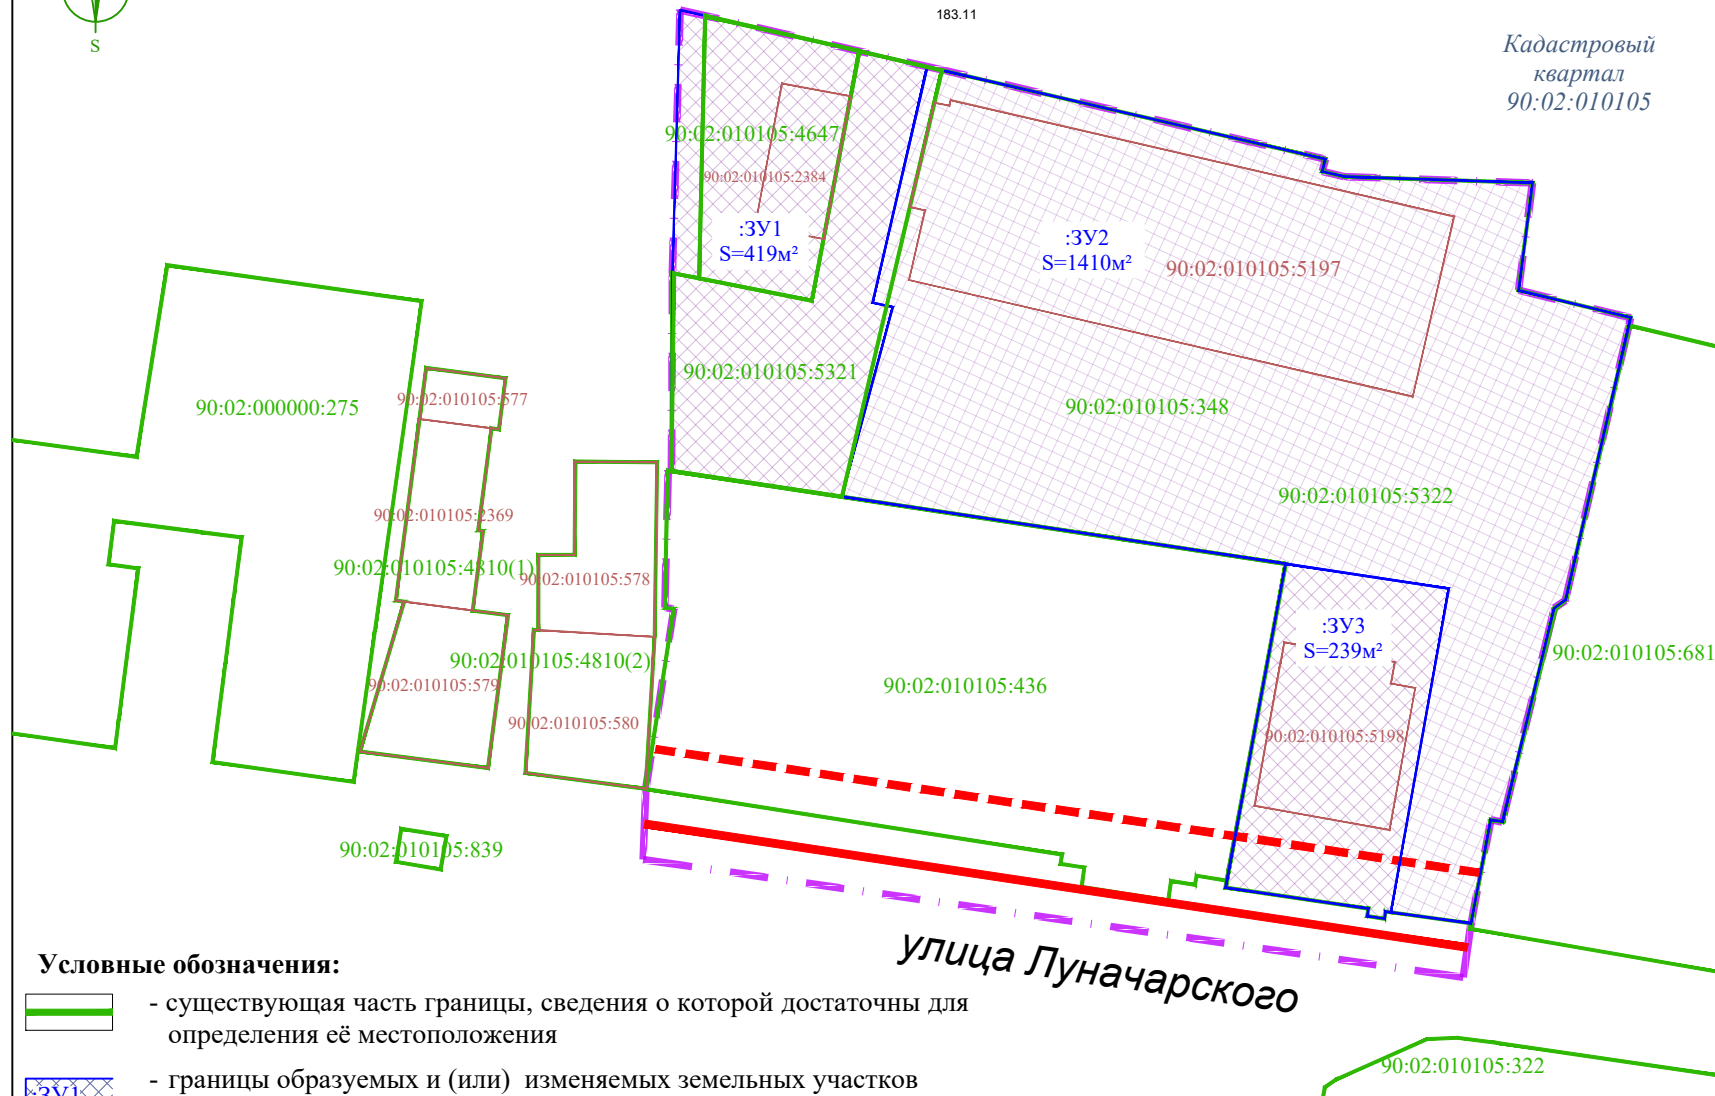 S
183.11
Кадастровый
квартал
90:02:010105
90:02:010105:4647
90:02:010105:2384
:ЗУ1
S=419м²
:ЗУ2
S=1410м²
90:02:010105:5197
90:02:010105:5321
90:02:000000:275
90:02:010105:577
90:02:010105:348
90:02:010105:5322
90:02:010105:2369
90:02:010105:4810(1)
90:02:010105:578
:ЗУ3
S=239м²
90:02:010105:681
90:02:010105:4810(2)
90:02:010105:579
90:02:010105:436
90:02:010105:580
90:02:010105:5198
90:02:010105:839
улица Луначарского
Условные обозначения:
- существующая часть границы, сведения о которой достаточны для
определения её местоположения
90:02:010105:322
:ЗУ1
- границы образуемых и (или) изменяемых земельных участков